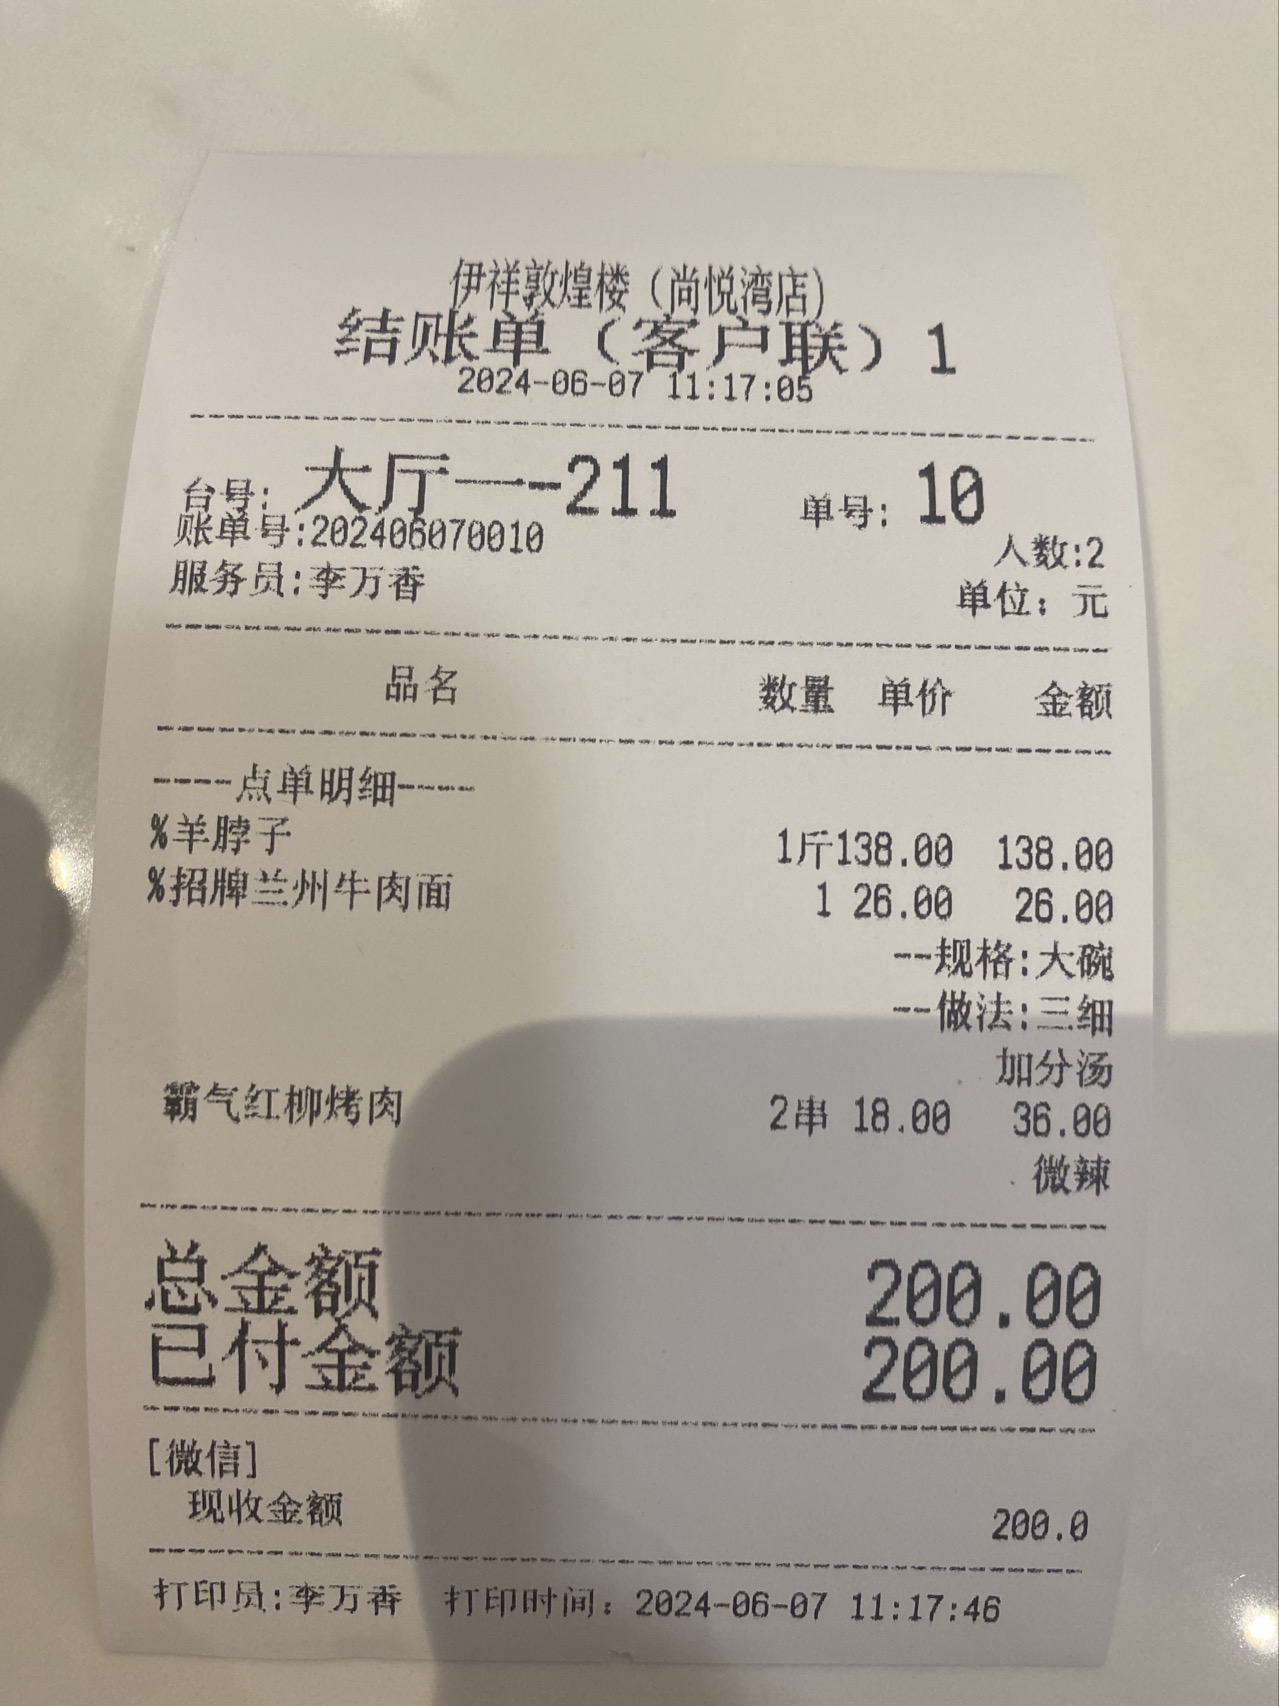 伊祥敦煌楼（尚悦湾店）
结账单（客户联）1
2024-06-07 11:17:05
台号：大厅一--211 单号：10
账单号:202406070010 人数:2
服务员:李万香 单位：元
品名 数量 单价 金额
----点单明细----
%羊脖子 1斤138.00 138.00
%招牌兰州牛肉面 1 26.00 26.00
--规格:大碗
--做法:三细
加分汤
霸气红柳烤肉 2串 18.00 36.00
微辣
总金额 200.00
已付金额 200.00
[微信]
现收金额 200.0
打印员:李万香 打印时间：2024-06-07 11:17:46